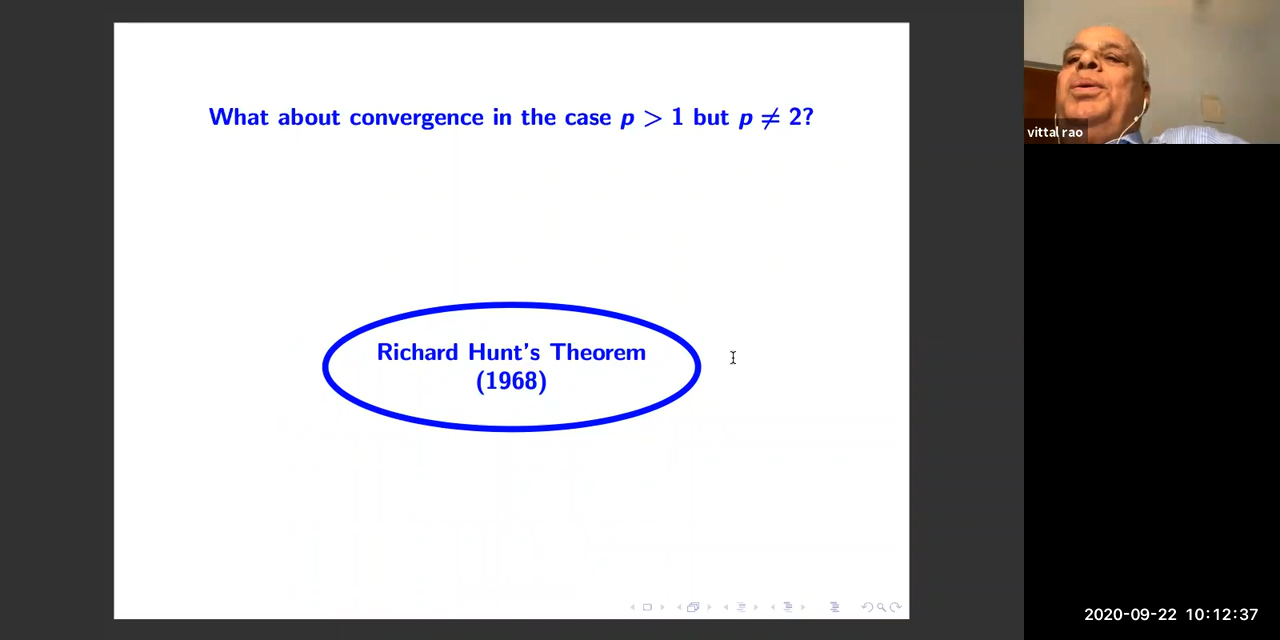 What about convergence in the case p > 1 but p ≠ 2?
vittal rao
Richard Hunt's Theorem
(1968)
2020-09-22 10:12:37